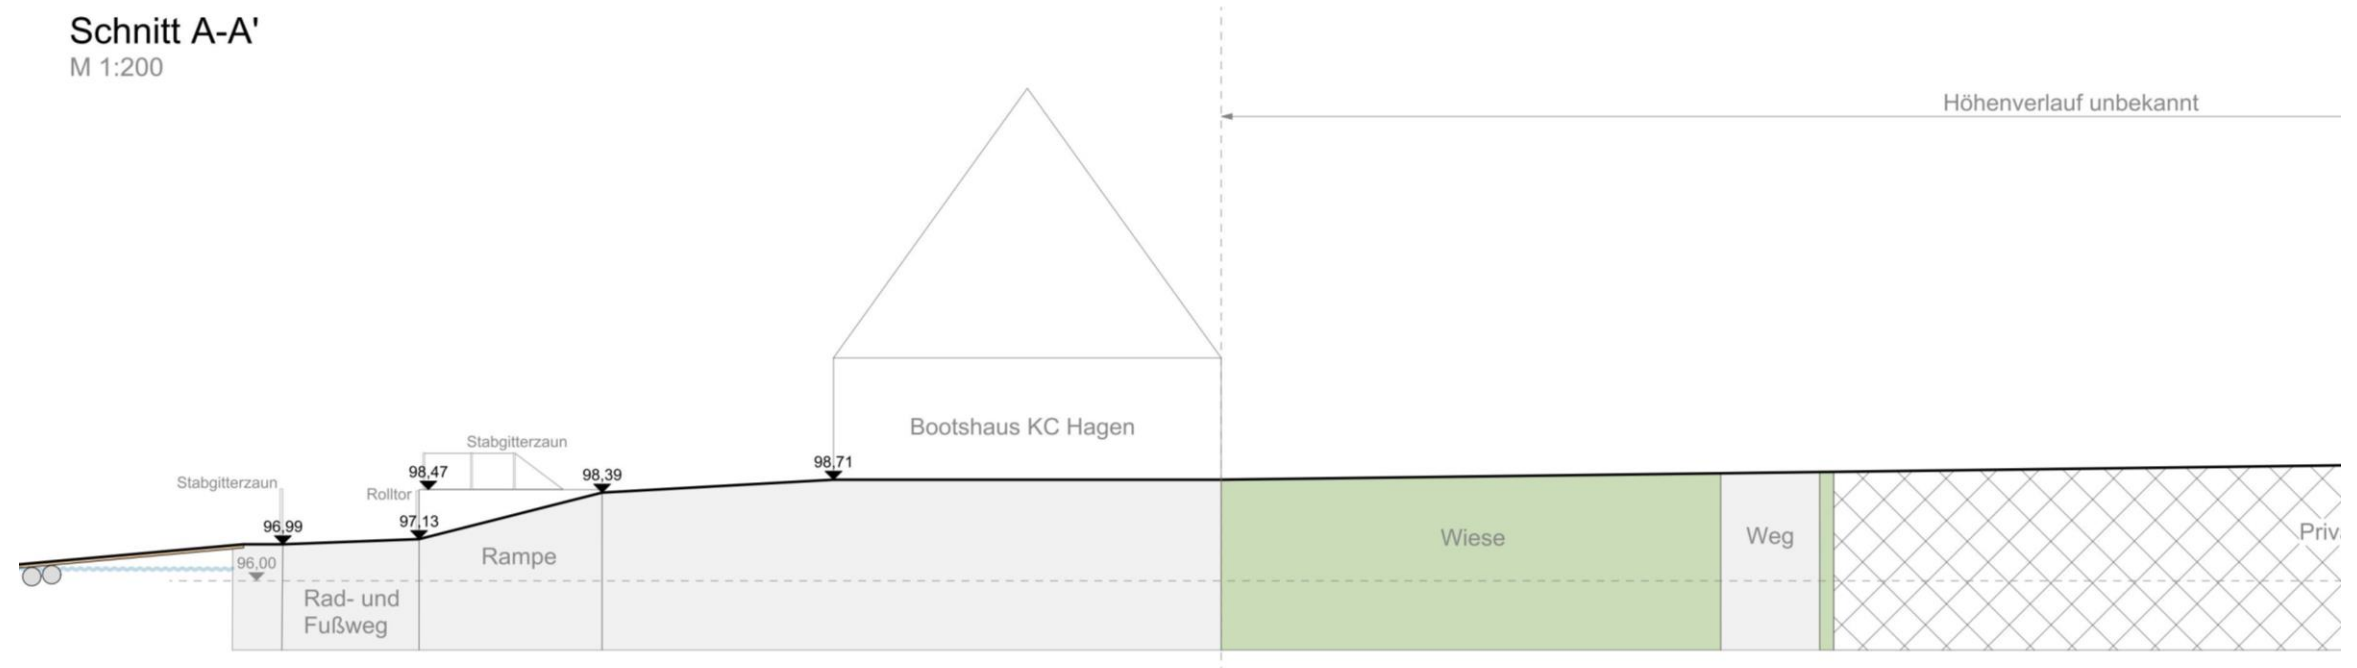 Schnitt A-A'
M 1:200
Höhenverlauf unbekannt
Bootshaus KC Hagen
Stabgitterzaun
98,71
98,47
98,39
Stabgitterzaun
Rolltor
96,99
97,13
Wiese
Weg
Priv
Rampe
96,00
Rad- und
Fußweg